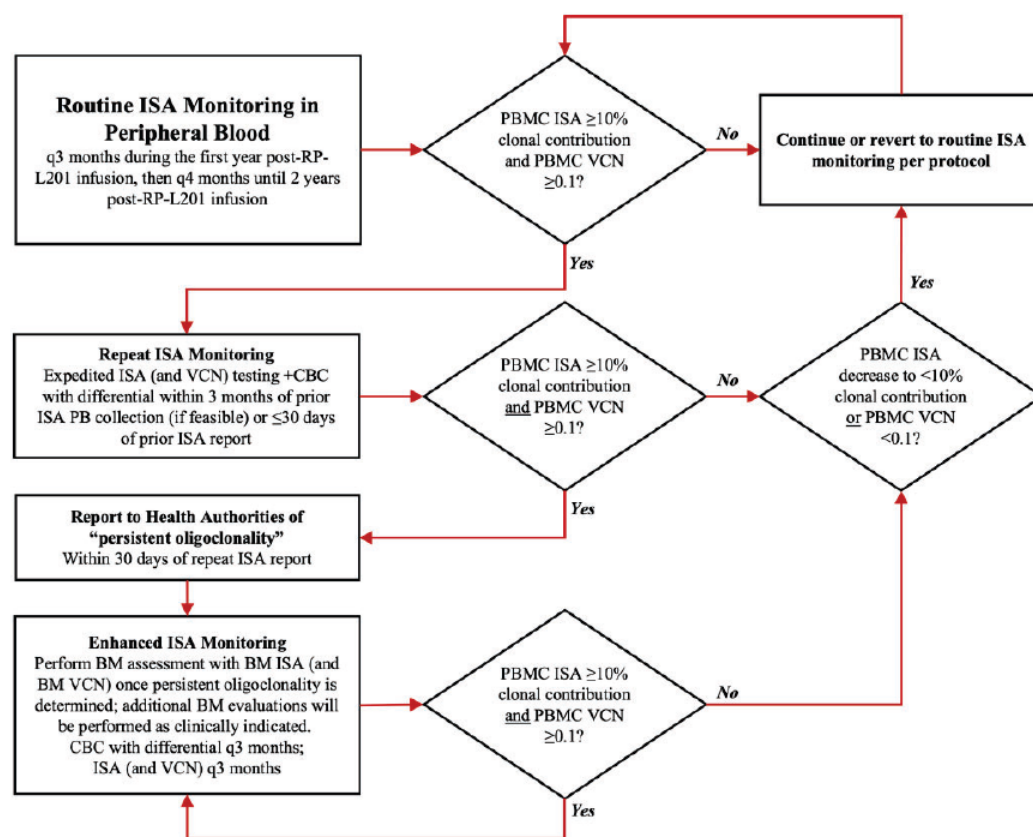 Routine ISA Monitoring in
Peripheral Blood
q3 months during the first year post-RP-
L201 infusion, then q4 months until 2 years
post-RP-L201 infusion
PBMC ISA ≥10%
clonal contribution
and PBMC VCN
≥0.1?
No
Continue or revert to routine ISA
monitoring per protocol
Yes
Yes
Repeat ISA Monitoring
Expedited ISA (and VCN) testing +CBC
with differential within 3 months of prior
ISA PB collection (if feasible) or ≤30 days
of prior ISA report
PBMC ISA ≥10%
clonal contribution
and PBMC VCN
≥0.1?
No
PBMC ISA
decrease to <10%
clonal contribution
or PBMC VCN
<0.1?
Yes
Report to Health Authorities of
“persistent oligoclonality”
Within 30 days of repeat ISA report
Enhanced ISA Monitoring
Perform BM assessment with BM ISA (and
BM VCN) once persistent oligoclonality is
determined; additional BM evaluations will
be performed as clinically indicated.
CBC with differential q3 months;
ISA (and VCN) q3 months
PBMC ISA ≥10%
clonal contribution
and PBMC VCN
≥0.1?
No
Yes